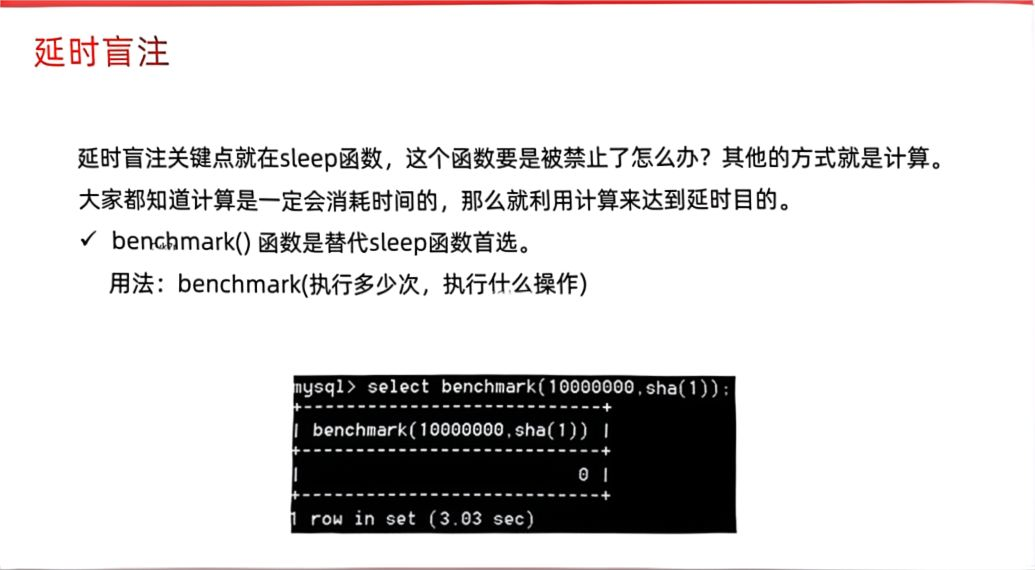 延时盲注
延时盲注关键点就在sleep函数，这个函数要是被禁止了怎么办？其他的方式就是计算。
大家都知道计算是一定会消耗时间的，那么就利用计算来达到延时目的。
✓ benchmark() 函数是替代sleep函数首选。
用法：benchmark(执行多少次，执行什么操作)
mysql> select benchmark(10000000,sha(1));
+---------------------------+
| benchmark(10000000,sha(1)) |
+---------------------------+
| 0 |
+---------------------------+
1 row in set (3.03 sec)